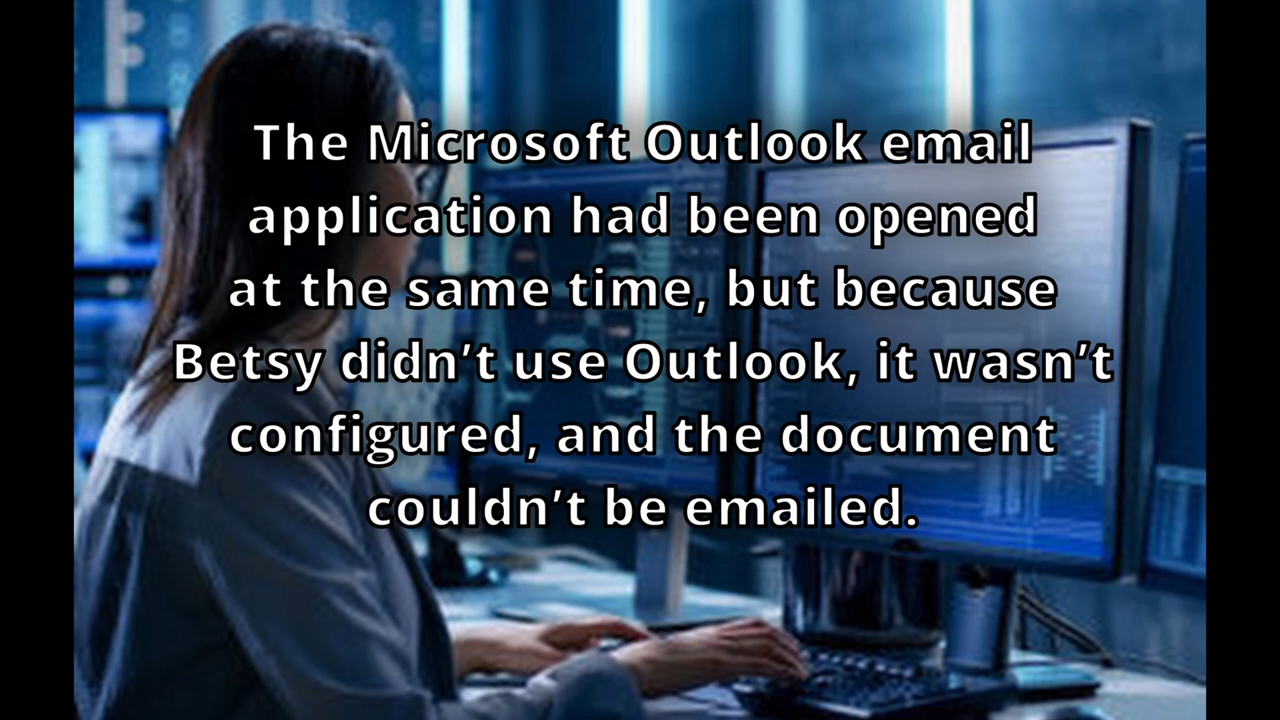 The Microsoft Outlook email
application had been opened
at the same time, but because
Betsy didn’t use Outlook, it wasn’t
configured, and the document
couldn’t be emailed.